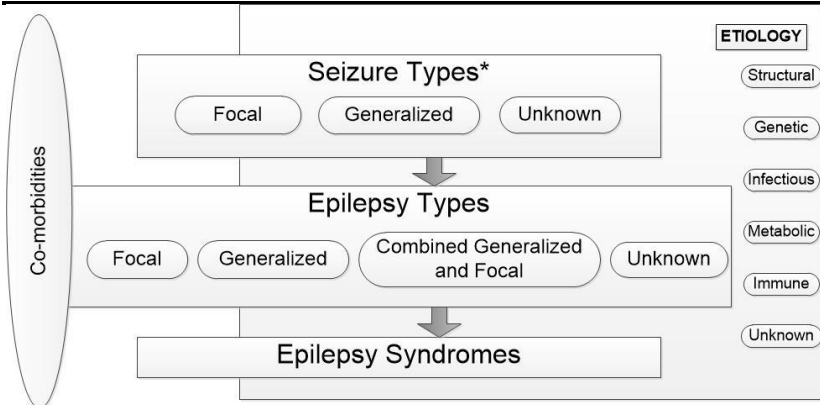 ETIOLOGY
Seizure Types*
Structural
Focal
Generalized
Unknown
Genetic
Infectious
Epilepsy Types
Co-morbidities
Metabolic
Focal
Generalized
Combined Generalized
and Focal
Unknown
Immune
Unknown
Epilepsy Syndromes